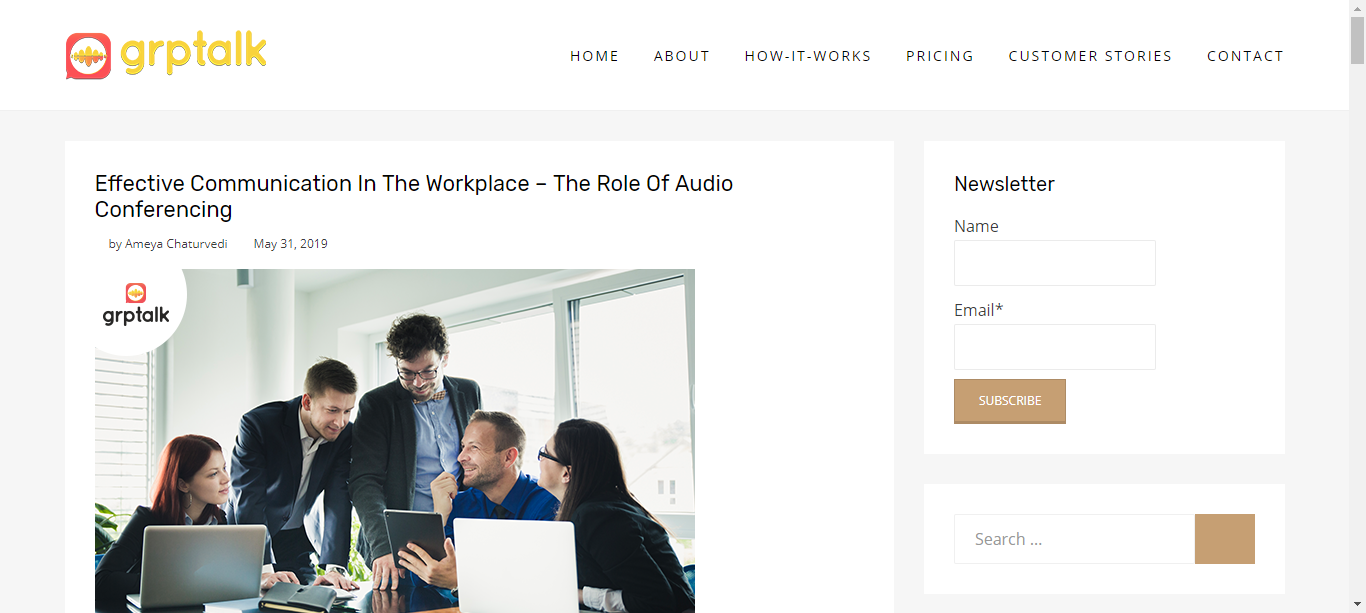 grptalk
HOME ABOUT HOW-IT-WORKS PRICING CUSTOMER STORIES CONTACT
Effective Communication In The Workplace – The Role Of Audio
Conferencing
by Ameya Chaturvedi May 31, 2019
grptalk
Newsletter
Name
Email*
SUBSCRIBE
Search ...